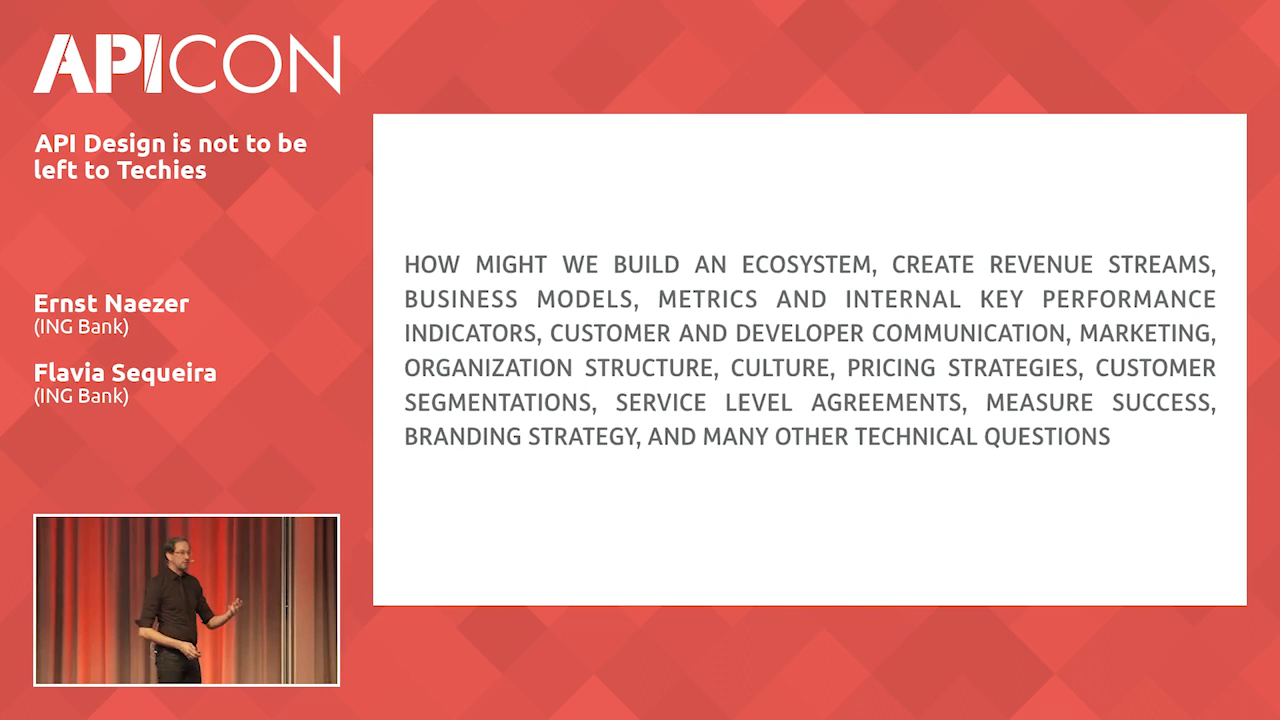 APICON
API Design is not to be
left to Techies
Ernst Naezer
(ING Bank)
Flavia Sequeira
(ING Bank)
HOW MIGHT WE BUILD AN ECOSYSTEM, CREATE REVENUE STREAMS,
BUSINESS MODELS, METRICS AND INTERNAL KEY PERFORMANCE
INDICATORS, CUSTOMER AND DEVELOPER COMMUNICATION, MARKETING,
ORGANIZATION STRUCTURE, CULTURE, PRICING STRATEGIES, CUSTOMER
SEGMENTATIONS, SERVICE LEVEL AGREEMENTS, MEASURE SUCCESS,
BRANDING STRATEGY, AND MANY OTHER TECHNICAL QUESTIONS